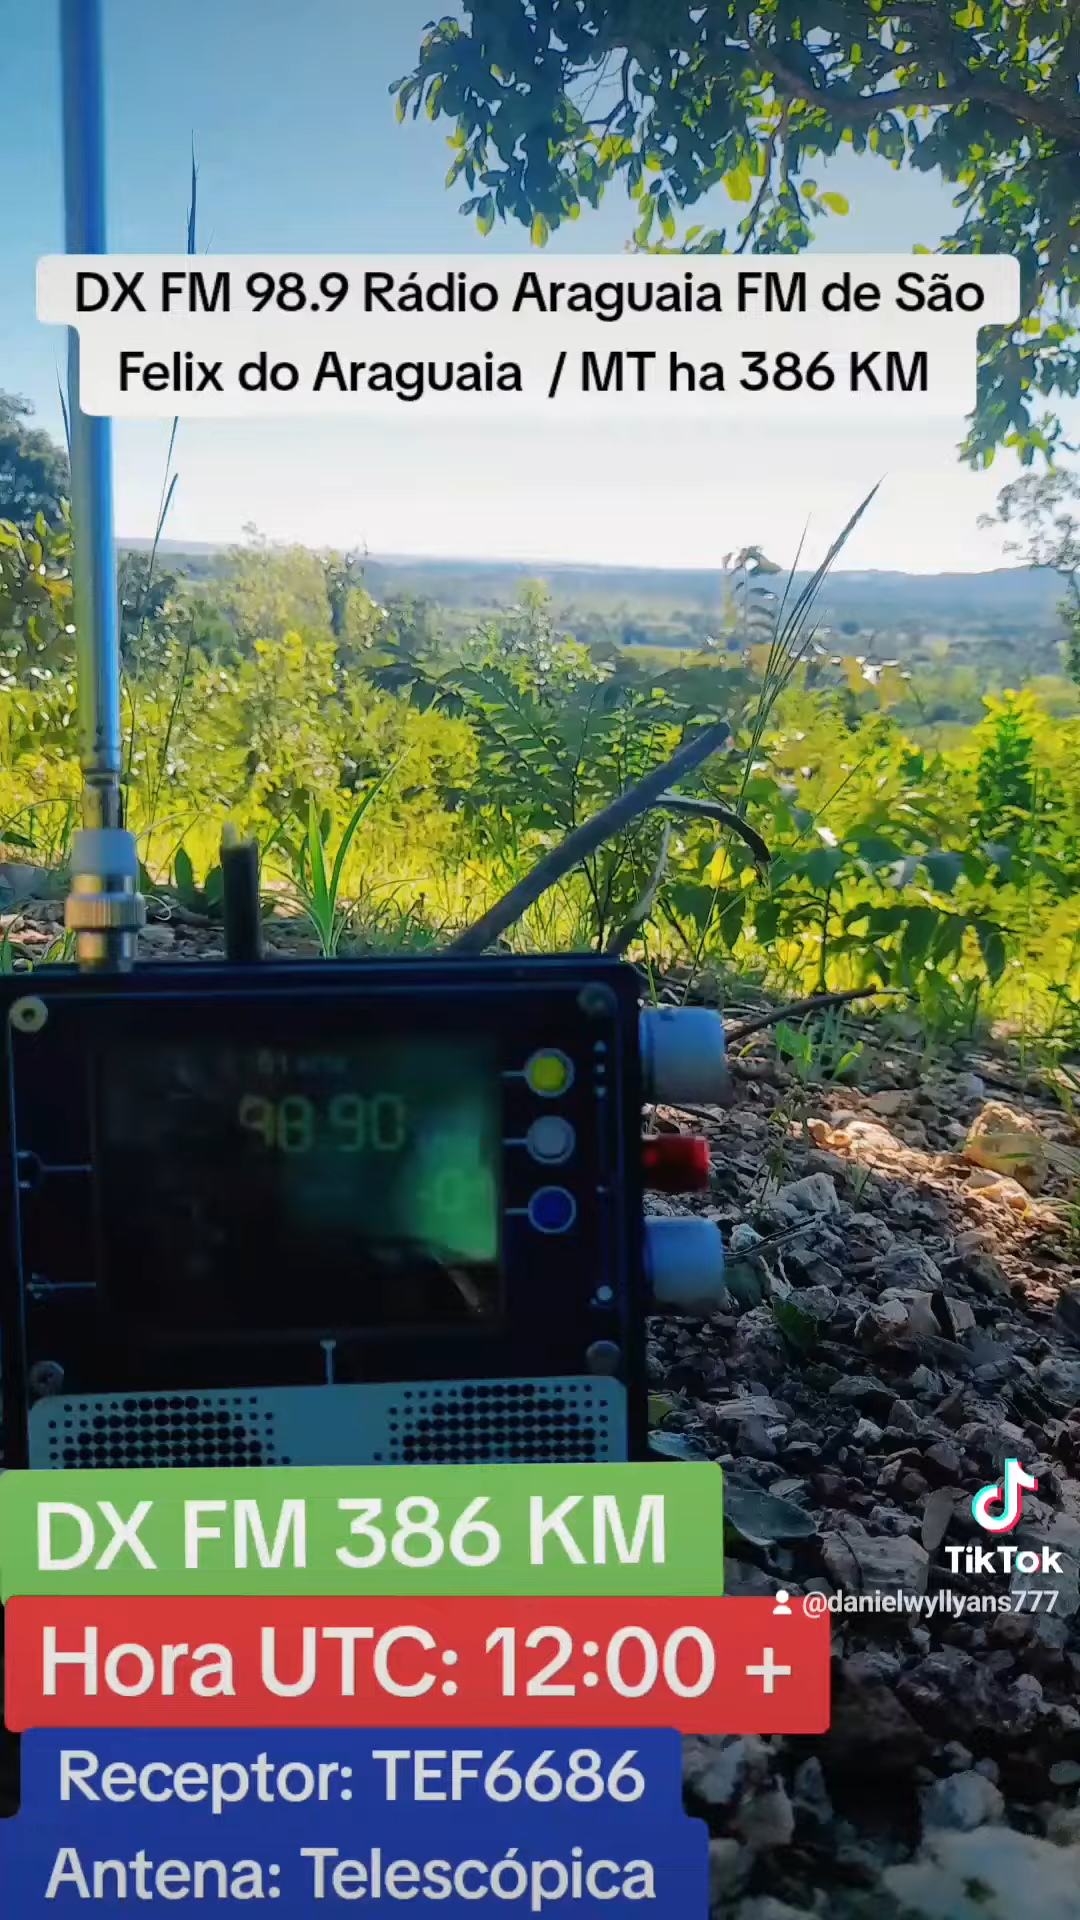 DX FM 98.9 Rádio Araguaia FM de São
Felix do Araguaia / MT ha 386 KM
98.90
DX FM 386 KM
Hora UTC: 12:00 +
Receptor: TEF6686
Antena: Telescópica
TikTok
@danielwyllyans777